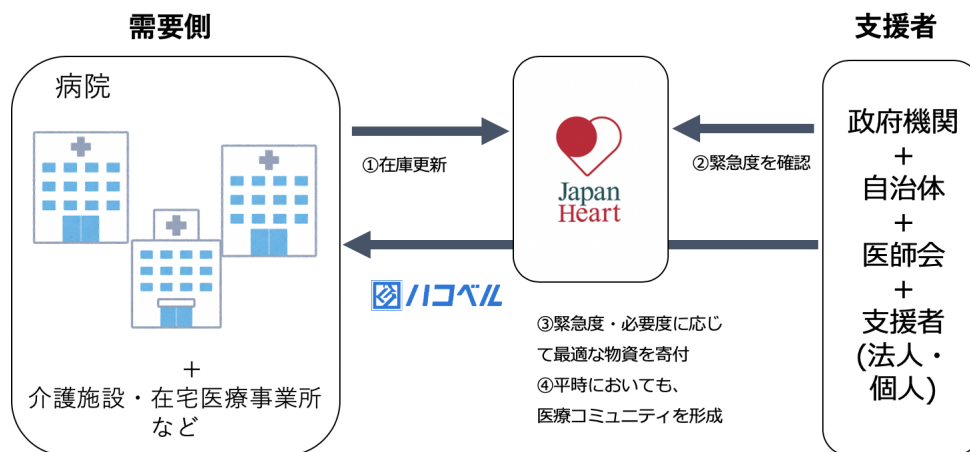 需要側
病院
+
介護施設・在宅医療事業所
など
①在庫更新
Japan
Heart
②緊急度を確認
ハコベル
③緊急度・必要度に応じ
て最適な物資を寄付
④平時においても、
医療コミュニティを形成
支援者
政府機関
+
自治体
+
医師会
+
支援者
(法人・
個人)